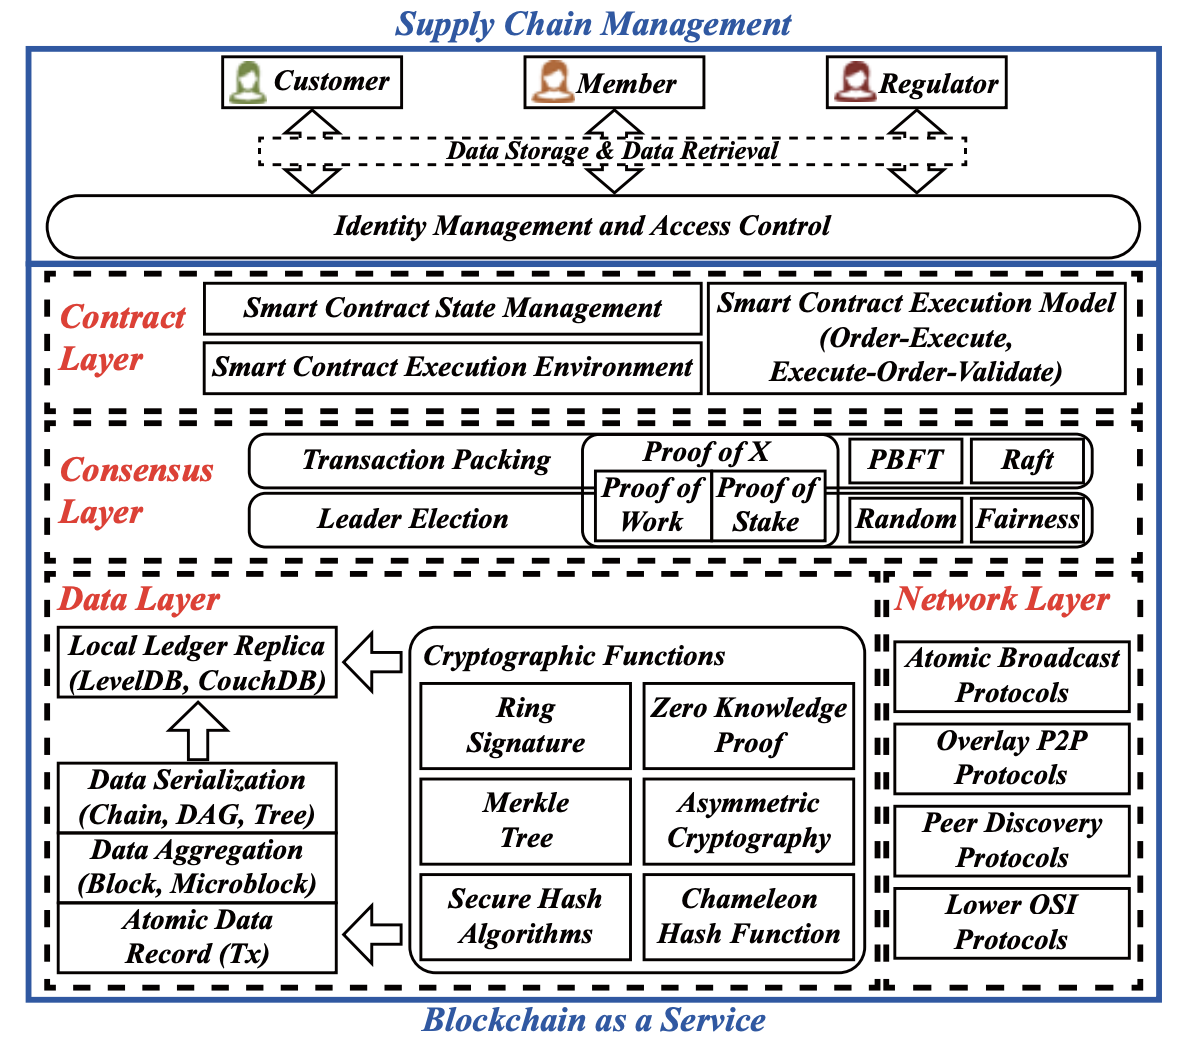 Supply Chain Management
Customer
Member
Regulator
Data Storage & Data Retrieval
Identity Management and Access Control
Contract
Layer
Smart Contract State Management
Smart Contract Execution Environment
Smart Contract Execution Model
(Order-Execute,
Execute-Order-Validate)
Consensus
Layer
Transaction Packing
Leader Election
Proof of X
Proof of
Work
Proof of
Stake
PBFT
Raft
Random
Fairness
Data Layer
Local Ledger Replica
(LevelDB, CouchDB)
Data Serialization
(Chain, DAG, Tree)
Data Aggregation
(Block, Microblock)
Atomic Data
Record (Tx)
Cryptographic Functions
Ring
Signature
Zero Knowledge
Proof
Merkle
Tree
Asymmetric
Cryptography
Secure Hash
Algorithms
Chameleon
Hash Function
Network Layer
Atomic Broadcast
Protocols
Overlay P2P
Protocols
Peer Discovery
Protocols
Lower OSI
Protocols
Blockchain as a Service